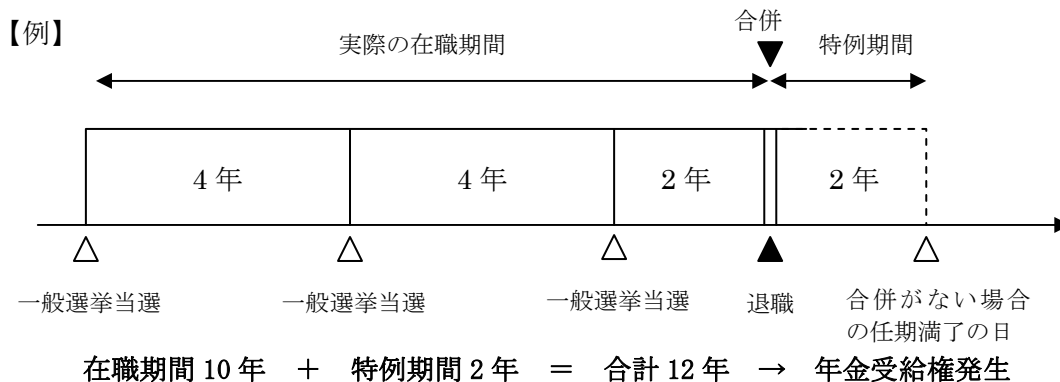 【例】
合併
実際の在職期間
特例期間
4年
4年
2年
2年
一般選挙当選
一般選挙当選
一般選挙当選
退職
合併がない場合
の任期満了の日
在職期間10年 + 特例期間2年 = 合計12年 → 年金受給権発生